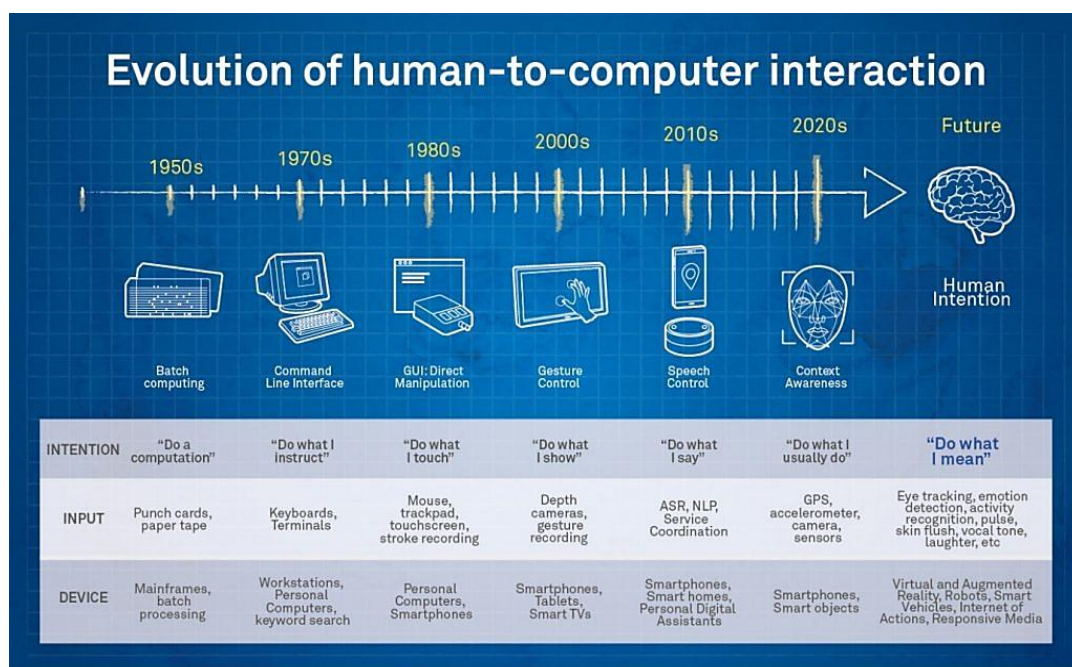 Evolution of human-to-computer interaction
1950s
1970s
1980s
2000s
2010s
2020s
Future
Batch
computing
Command
Line Interface
GUI: Direct
Manipulation
Gesture
Control
Speech
Control
Context
Awareness
Human
Intention
INTENTION
“Do a
computation”
“Do what I
instruct”
“Do what
I touch”
“Do what
I show”
“Do what
I say”
“Do what I
usually do”
“Do what
I mean”
INPUT
Punch cards,
paper tape
Keyboards,
Terminals
Mouse,
trackpad,
touchscreen,
stroke recording
Depth
cameras,
gesture
recording
ASR, NLP,
Service
Coordination
GPS,
accelerometer,
camera,
sensors
Eye tracking, emotion
detection, activity
recognition, pulse,
skin flush, vocal tone,
laughter, etc
DEVICE
Mainframes,
batch
processing
Workstations,
Personal
Computers,
keyword search
Personal
Computers,
Smartphones
Smartphones,
Tablets,
Smart TVs
Smartphones,
Smart homes,
Personal Digital
Assistants
Smartphones,
Smart objects
Virtual and Augmented
Reality, Robots, Smart
Vehicles, Internet of
Actions, Responsive Media